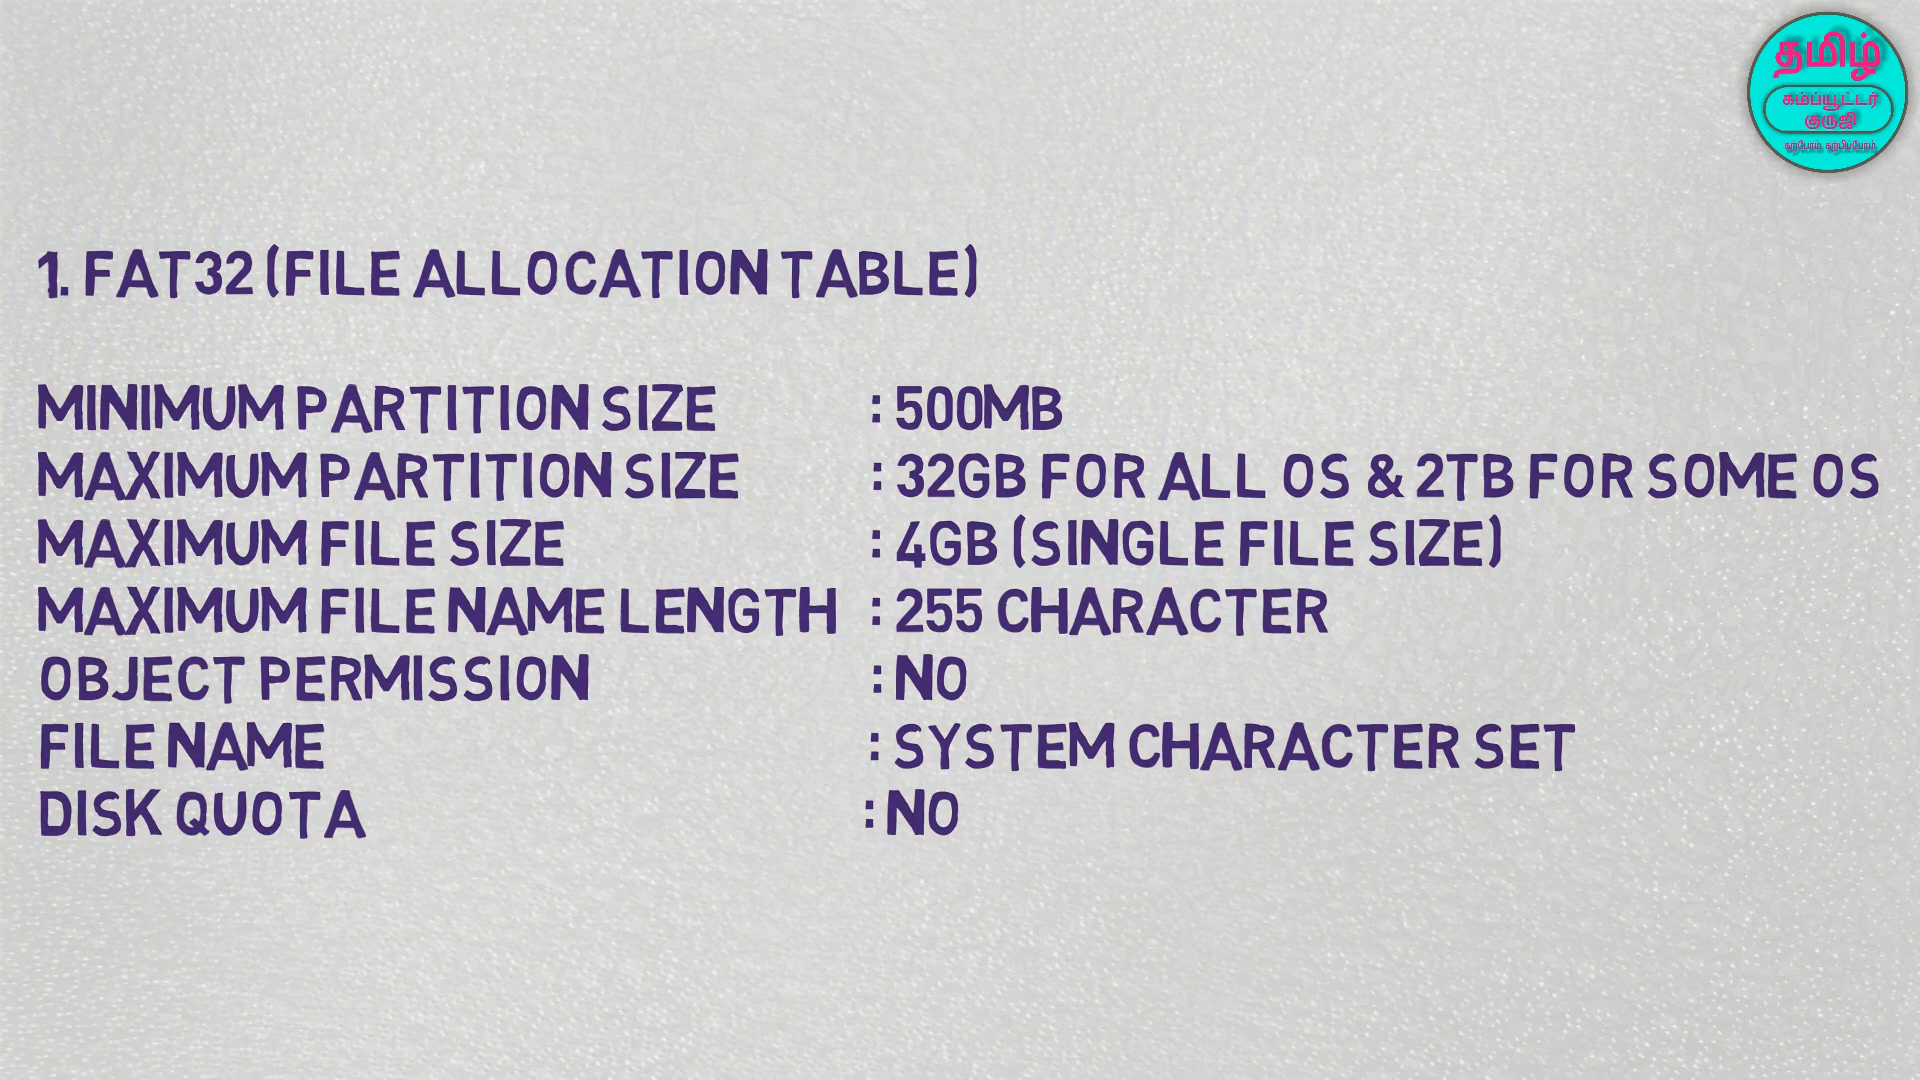 தமிழ்
கம்ப்யூட்டர்
குருஜி
கற்போம் கற்பிப்போம்
1. FAT32 (FILE ALLOCATION TABLE)
MINIMUM PARTITION SIZE : 500MB
MAXIMUM PARTITION SIZE : 32GB FOR ALL OS & 2TB FOR SOME OS
MAXIMUM FILE SIZE : 4GB (SINGLE FILE SIZE)
MAXIMUM FILE NAME LENGTH : 255 CHARACTER
OBJECT PERMISSION : NO
FILE NAME : SYSTEM CHARACTER SET
DISK QUOTA : NO